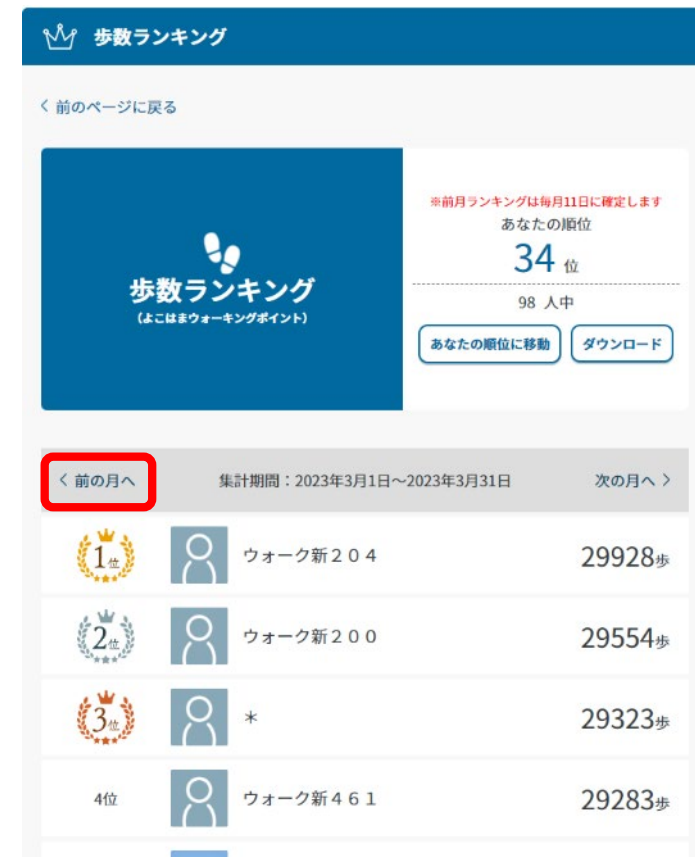 歩数ランキング
< 前のページに戻る
※前月ランキングは毎月11日に確定します
あなたの順位
34 位
98 人中
あなたの順位に移動 ダウンロード
歩数ランキング
(よこはまウォーキングポイント)
< 前の月へ 集計期間：2023年3月1日～2023年3月31日 次の月へ >
1位 ウォーク新２０４ 29928歩
2位 ウォーク新２００ 29554歩
3位 ＊ 29323歩
4位 ウォーク新４６１ 29283歩